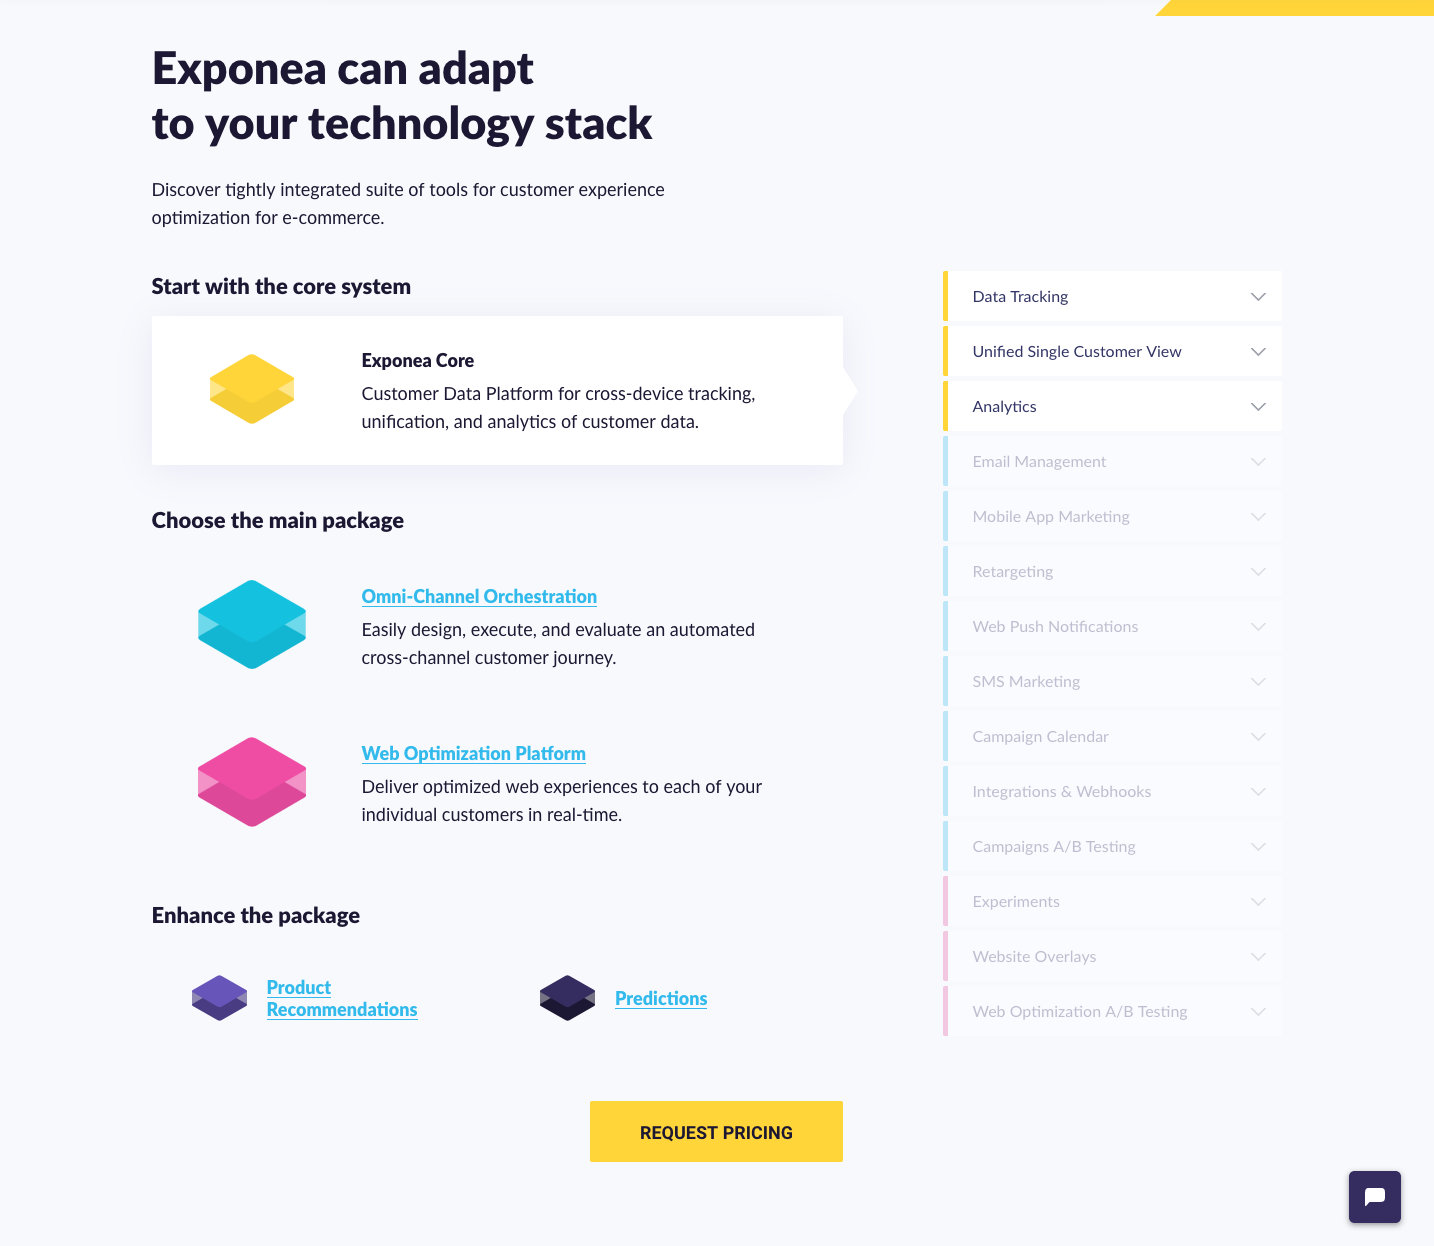 Exponea can adapt
to your technology stack
Discover tightly integrated suite of tools for customer experience
optimization for e-commerce.
Start with the core system
Exponea Core
Customer Data Platform for cross-device tracking,
unification, and analytics of customer data.
Choose the main package
Omni-Channel Orchestration
Easily design, execute, and evaluate an automated
cross-channel customer journey.
Web Optimization Platform
Deliver optimized web experiences to each of your
individual customers in real-time.
Enhance the package
Product
Recommendations
Predictions
Data Tracking
Unified Single Customer View
Analytics
Email Management
Mobile App Marketing
Retargeting
Web Push Notifications
SMS Marketing
Campaign Calendar
Integrations & Webhooks
Campaigns A/B Testing
Experiments
Website Overlays
Web Optimization A/B Testing
REQUEST PRICING